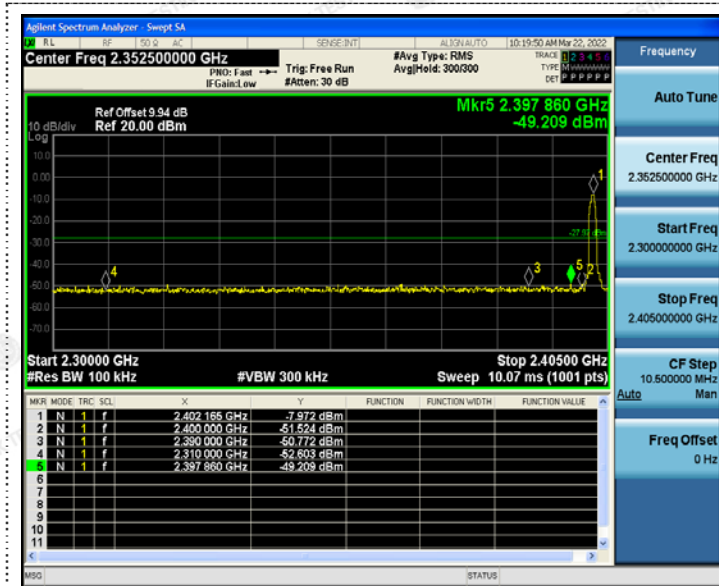 Agilent Spectrum Analyzer - Swept SA
RL RF 50 Ω AC SENSE:INT ALIGN AUTO 10:19:50 AM Mar 22, 2022
Center Freq 2.352500000 GHz #Avg Type: RMS TRACE 1 2 3 4 5 6
PNO: Fast Trig: Free Run Avg|Hold: 300/300 TYPE
IFGain:Low #Atten: 30 dB DET P P P P P P
Mkr5 2.397 860 GHz
-49.209 dBm
Ref Offset 9.94 dB
10 dB/div Ref 20.00 dBm
Log
10.0
0.00
-10.0
-20.0
-30.0
-40.0
-50.0
-60.0
-70.0
1
-27.97 dBm
4
3
5
2
Start 2.30000 GHz Stop 2.40500 GHz
#Res BW 100 kHz #VBW 300 kHz Sweep 10.07 ms (1001 pts)
MKR MODE TRC SCL X Y FUNCTION FUNCTION WIDTH FUNCTION VALUE
1 N 1 f 2.402 165 GHz -7.972 dBm
2 N 1 f 2.400 000 GHz -51.524 dBm
3 N 1 f 2.390 000 GHz -50.772 dBm
4 N 1 f 2.310 000 GHz -52.603 dBm
5 N 1 f 2.397 860 GHz -49.209 dBm
6
7
8
9
10
11
MSG STATUS
Frequency
Auto Tune
Center Freq
2.352500000 GHz
Start Freq
2.300000000 GHz
Stop Freq
2.405000000 GHz
CF Step
10.500000 MHz
Auto Man
Freq Offset
0 Hz